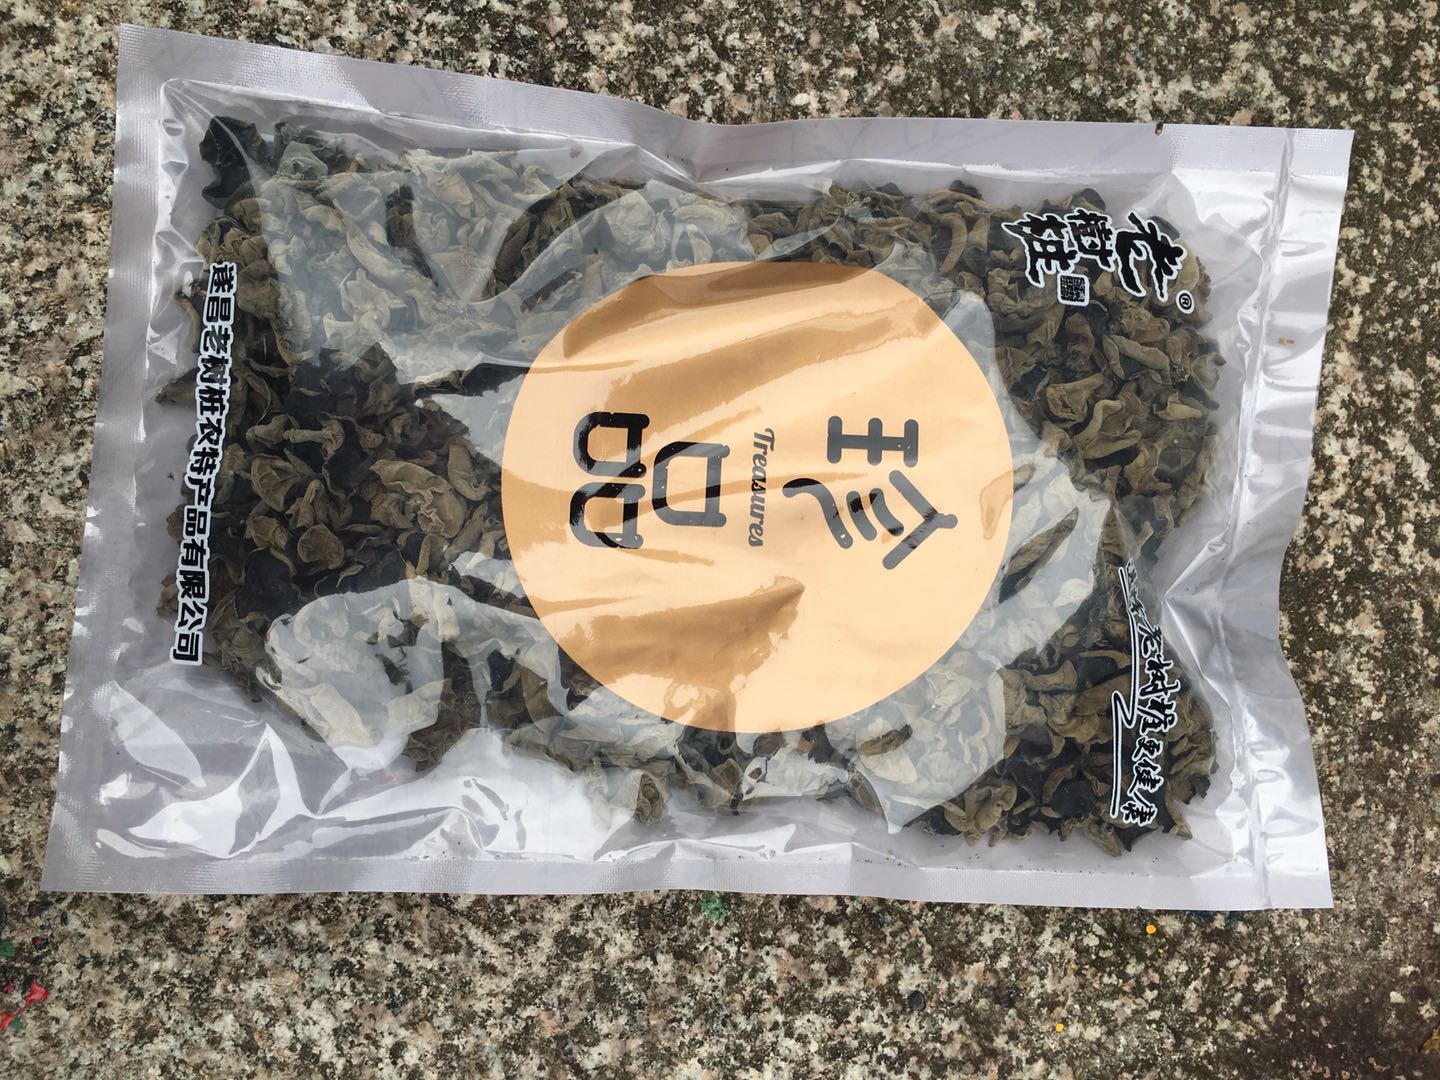 老樹桩®
珍品
Treasures
老树桩更健康
遂昌老树桩农特产品有限公司